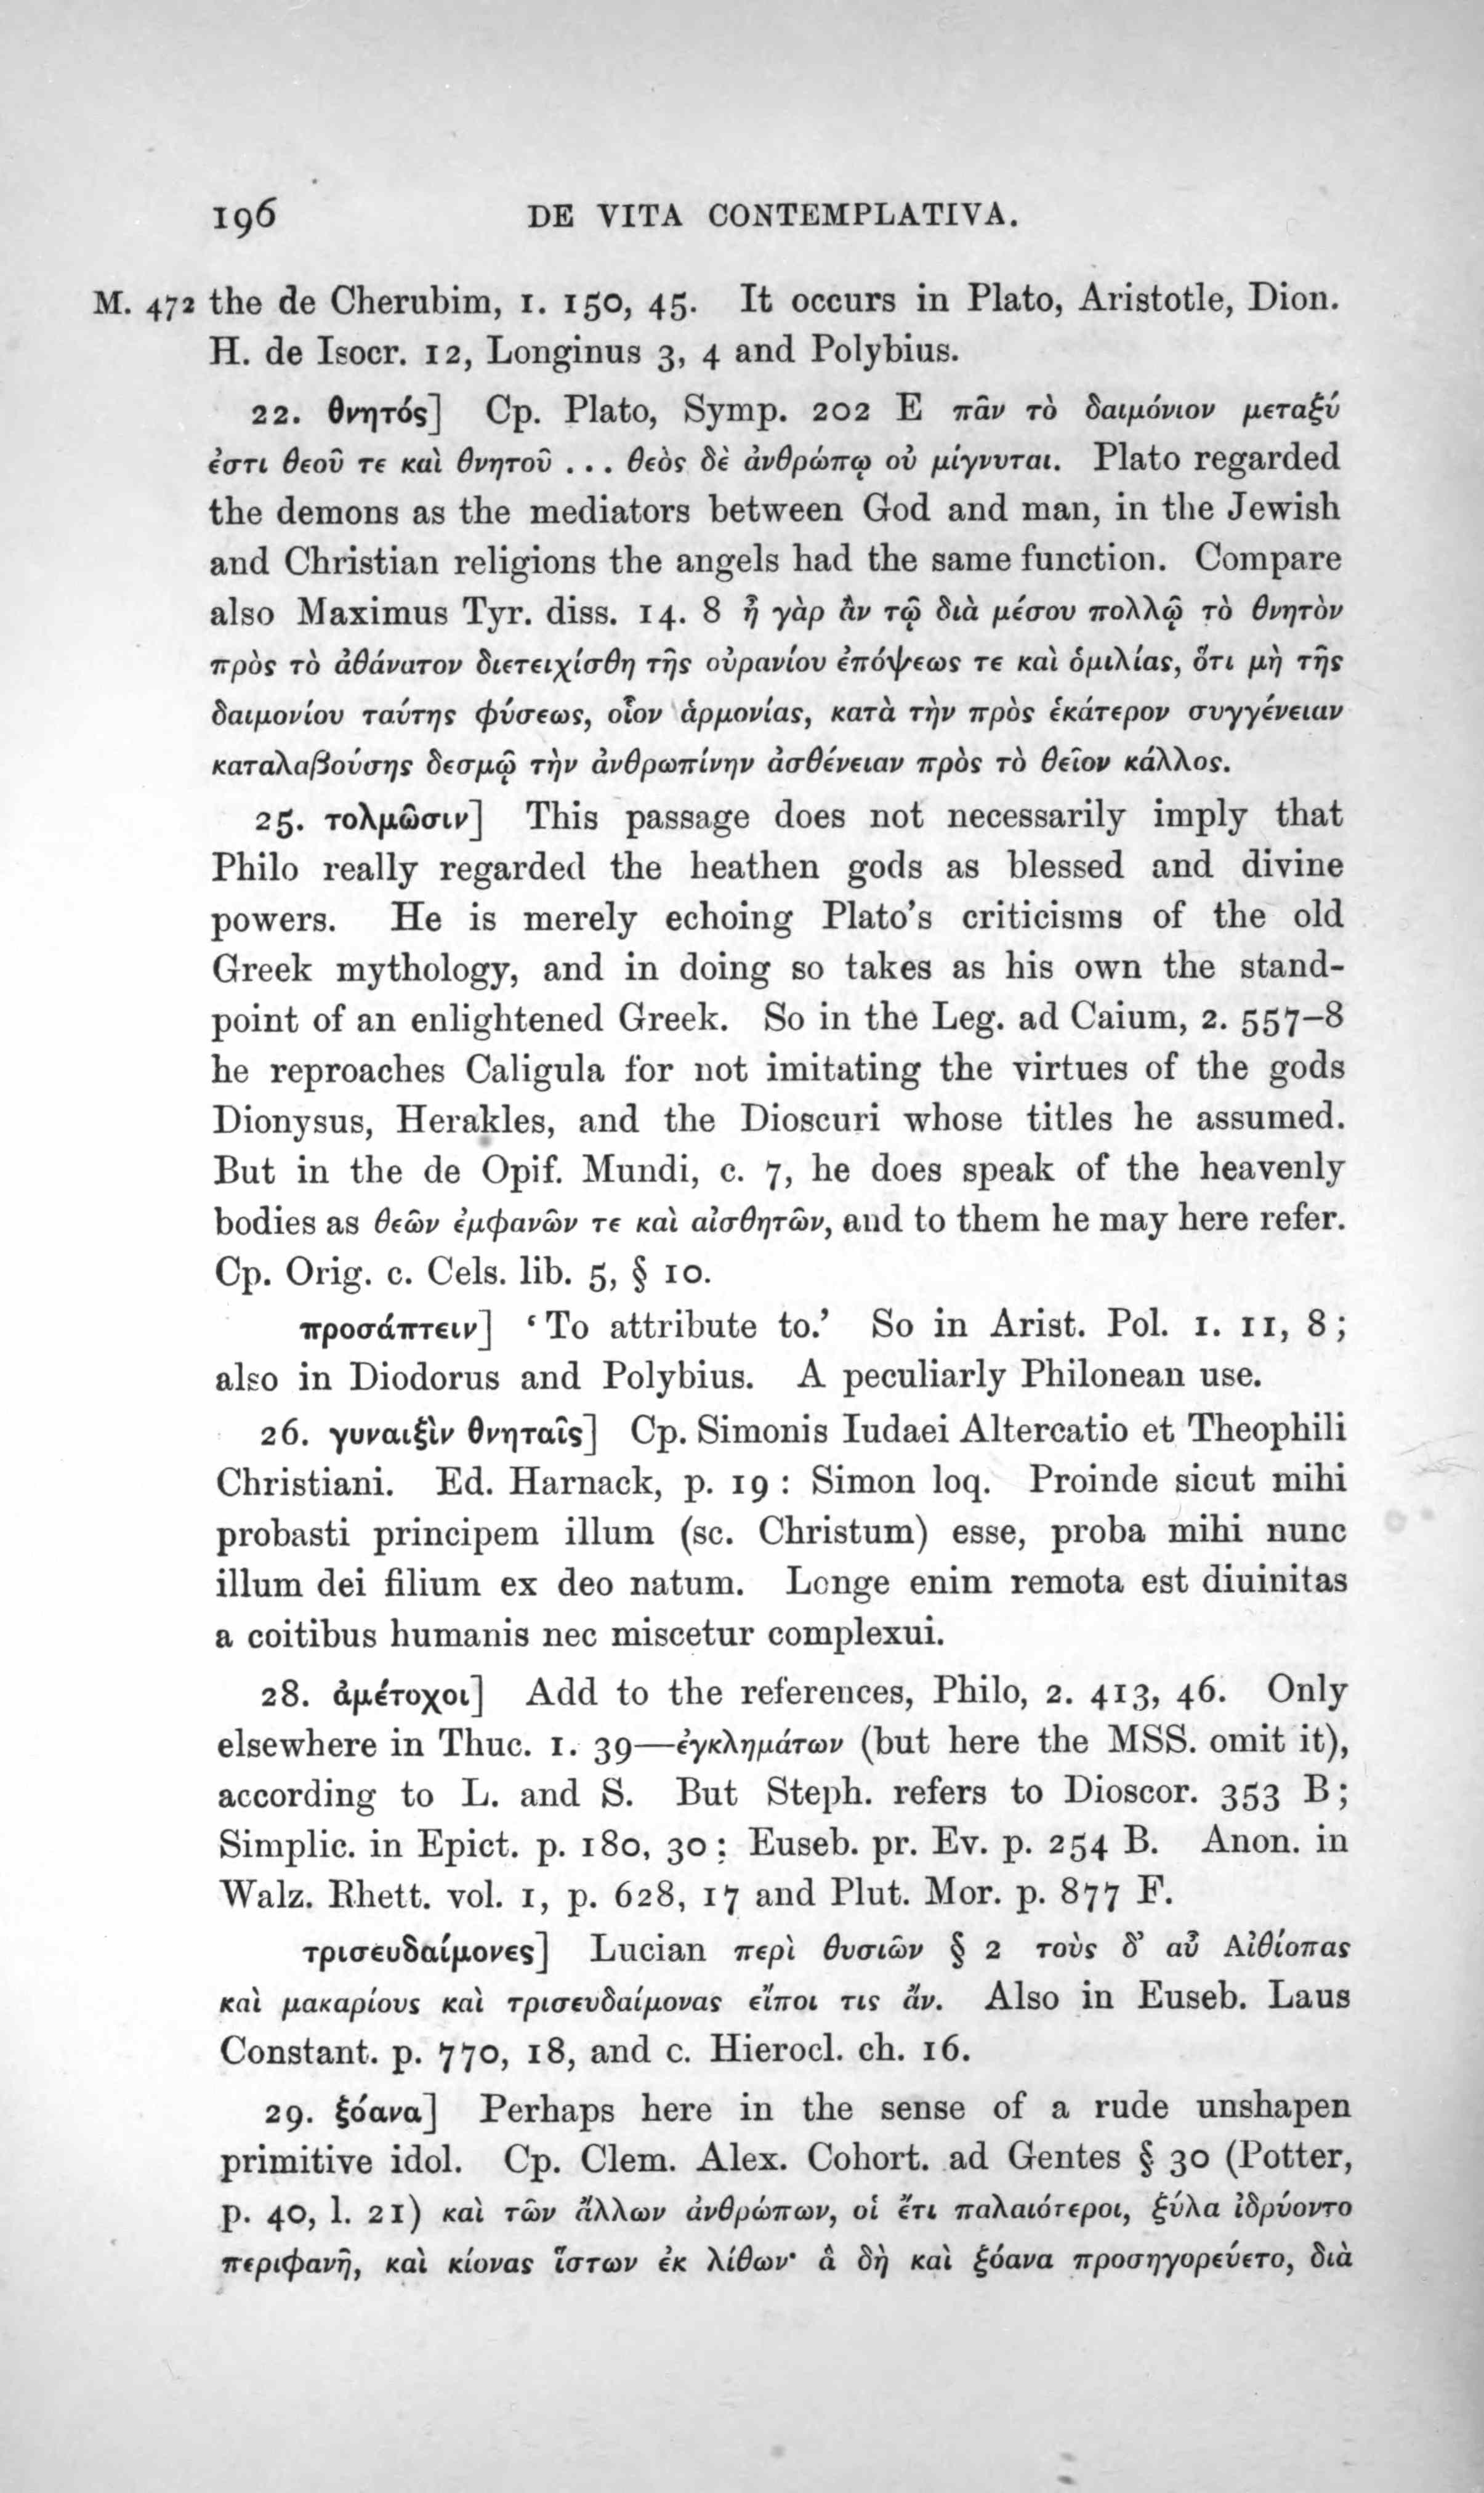 196 DE VITA CONTEMPLATIVA.
M. 472 the de Cherubim, 1. 150, 45. It occurs in Plato, Aristotle, Dion.
H. de Isocr. 12, Longinus 3, 4 and Polybius.
22. θνητός] Cp. Plato, Symp. 202 E πᾶν τὸ δαιμόνιον μεταξύ
ἐστι θεοῦ τε καὶ θνητοῦ ... θεὸς δὲ ἀνθρώπῳ οὐ μίγνυται. Plato regarded
the demons as the mediators between God and man, in the Jewish
and Christian religions the angels had the same function. Compare
also Maximus Tyr. diss. 14. 8 ἦ γὰρ ἂν τῷ διὰ μέσου πολλῷ τὸ θνητὸν
πρὸς τὸ ἀθάνατον διετειχίσθη τῆς οὐρανίου ἐπόψεως τε καὶ ὁμιλίας, ὅτι μὴ τῆς
δαιμονίου ταύτης φύσεως, οἷον ἁρμονίας, κατὰ τὴν πρὸς ἑκάτερον συγγένειαν
καταλαβούσης δεσμῷ τὴν ἀνθρωπίνην ἀσθένειαν πρὸς τὸ θεῖον κάλλος.
25. τολμῶσιν] This passage does not necessarily imply that
Philo really regarded the heathen gods as blessed and divine
powers. He is merely echoing Plato's criticisms of the old
Greek mythology, and in doing so takes as his own the stand-
point of an enlightened Greek. So in the Leg. ad Caium, 2. 557–8
he reproaches Caligula for not imitating the virtues of the gods
Dionysus, Herakles, and the Dioscuri whose titles he assumed.
But in the de Opif. Mundi, c. 7, he does speak of the heavenly
bodies as θεῶν ἐμφανῶν τε καὶ αἰσθητῶν, and to them he may here refer.
Cp. Orig. c. Cels. lib. 5, § 10.
προσάπτειν] ‘To attribute to.’ So in Arist. Pol. 1. 11, 8;
also in Diodorus and Polybius. A peculiarly Philonean use.
26. γυναιξὶν θνηταῖς] Cp. Simonis Iudaei Altercatio et Theophili
Christiani. Ed. Harnack, p. 19: Simon loq. Proinde sicut mihi
probasti principem illum (sc. Christum) esse, proba mihi nunc
illum dei filium ex deo natum. Longe enim remota est diuinitas
a coitibus humanis nec miscetur complexui.
28. ἀμέτοχοι] Add to the references, Philo, 2. 413, 46. Only
elsewhere in Thuc. 1. 39—ἐγκλημάτων (but here the MSS. omit it),
according to L. and S. But Steph. refers to Dioscor. 353 B;
Simplic. in Epict. p. 180, 30; Euseb. pr. Ev. p. 254 B. Anon. in
Walz. Rhett. vol. 1, p. 628, 17 and Plut. Mor. p. 877 F.
τρισευδαίμονες] Lucian περὶ θυσιῶν § 2 τοὺς δ’ αὖ Αἰθίοπας
καὶ μακαρίους καὶ τρισευδαίμονας εἴποι τις ἄν. Also in Euseb. Laus
Constant. p. 770, 18, and c. Hierocl. ch. 16.
29. ξόανα] Perhaps here in the sense of a rude unshapen
primitive idol. Cp. Clem. Alex. Cohort. ad Gentes § 30 (Potter,
p. 40, l. 21) καὶ τῶν ἄλλων ἀνθρώπων, οἱ ἔτι παλαιότεροι, ξύλα ἱδρύοντο
περιφανῆ, καὶ κίονας ἵστων ἐκ λίθων· ἃ δὴ καὶ ξόανα προσηγορεύετο, διὰ